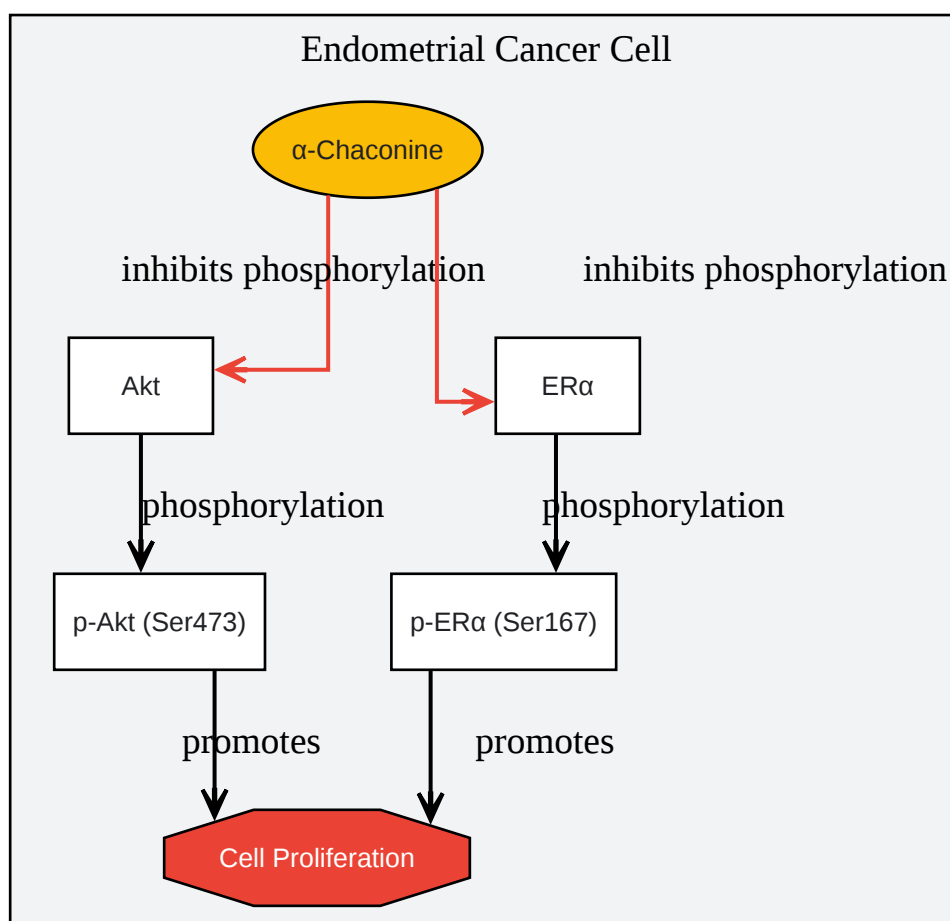 Endometrial Cancer Cell
α-Chaconine
inhibits phosphorylation
inhibits phosphorylation
Akt
ERα
phosphorylation
phosphorylation
p-Akt (Ser473)
p-ERα (Ser167)
promotes
promotes
Cell Proliferation